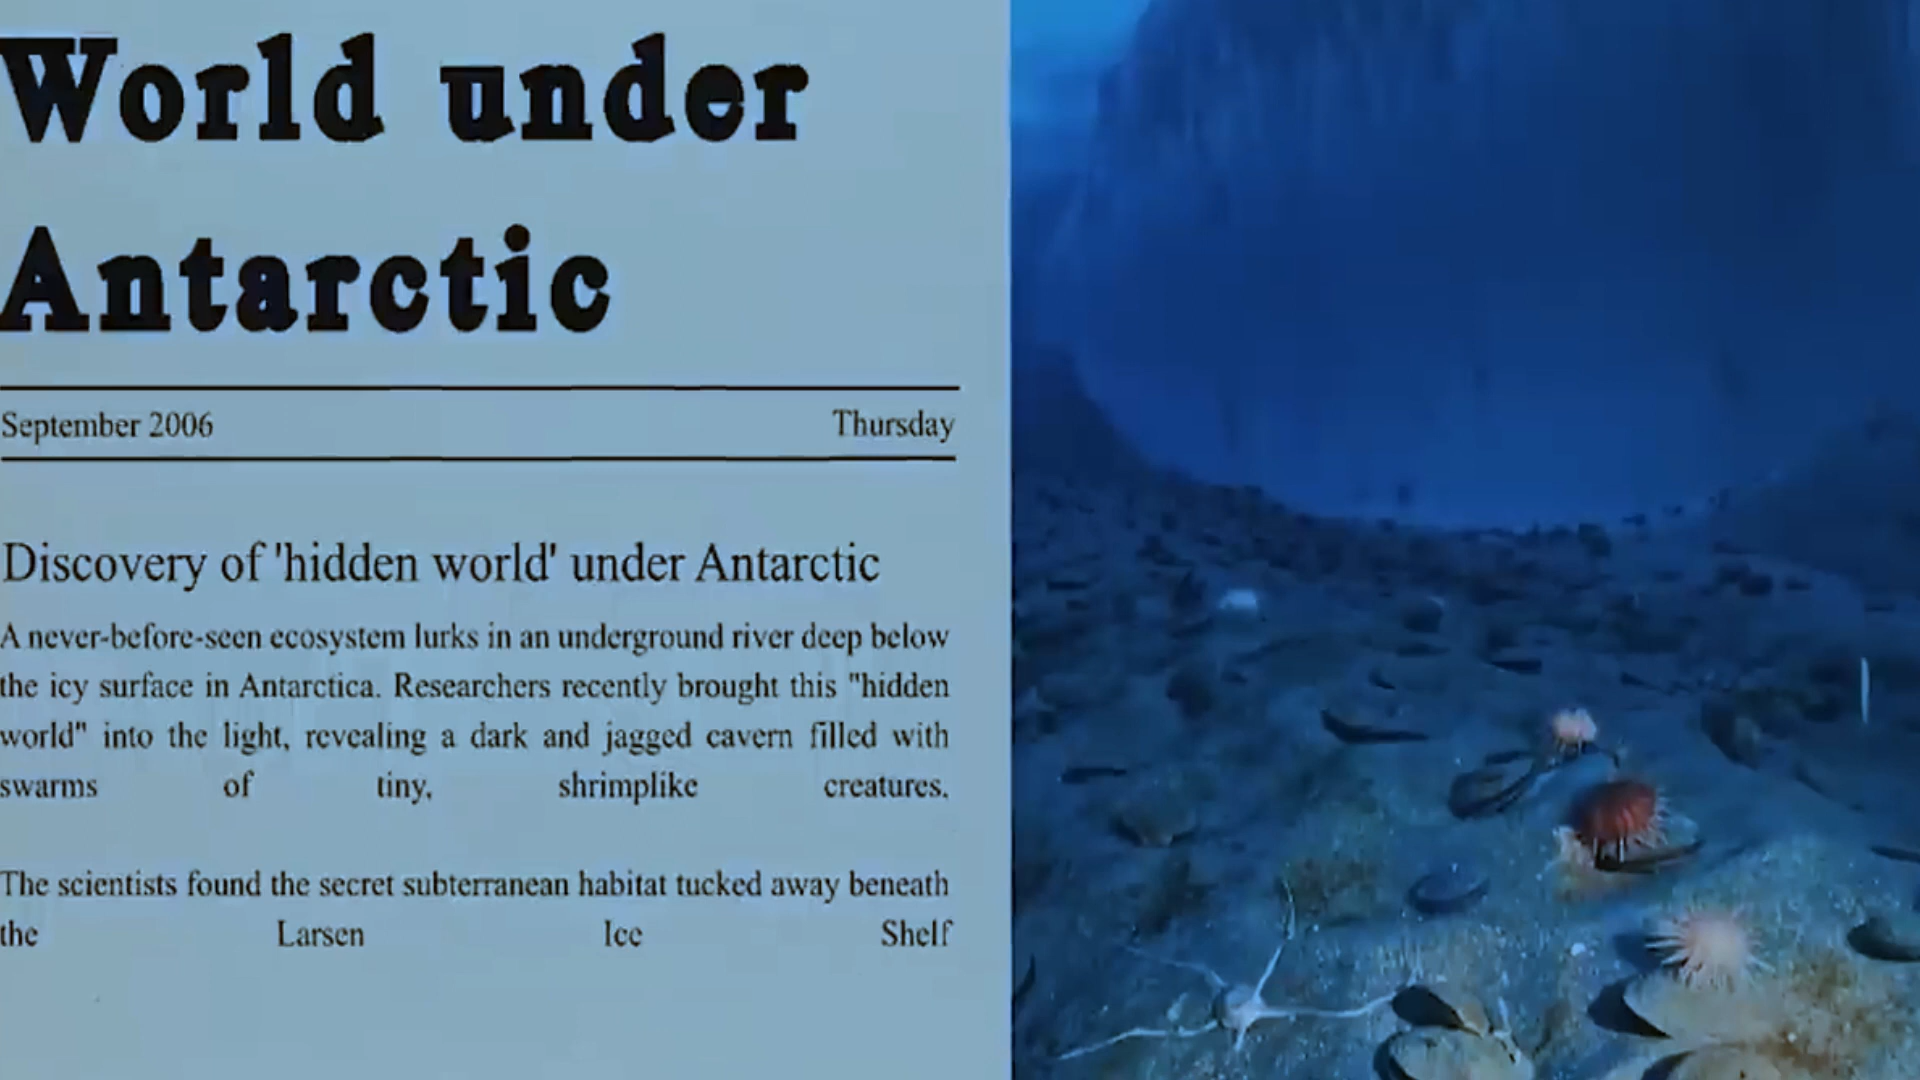 World under
Antarctic
September 2006 Thursday
Discovery of 'hidden world' under Antarctic
A never-before-seen ecosystem lurks in an underground river deep below
the icy surface in Antarctica. Researchers recently brought this "hidden
world" into the light, revealing a dark and jagged cavern filled with
swarms of tiny, shrimplike creatures.
The scientists found the secret subterranean habitat tucked away beneath
the Larsen Ice Shelf